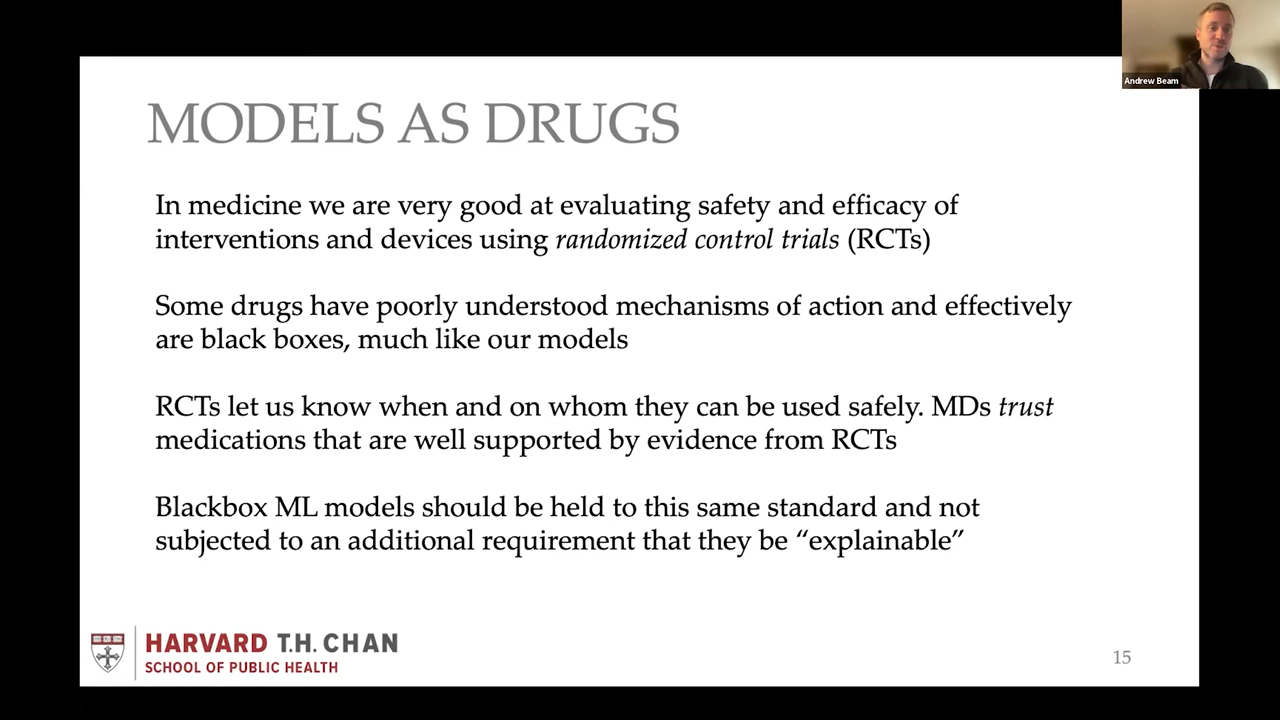 Andrew Beam
MODELS AS DRUGS
In medicine we are very good at evaluating safety and efficacy of
interventions and devices using randomized control trials (RCTs)
Some drugs have poorly understood mechanisms of action and effectively
are black boxes, much like our models
RCTs let us know when and on whom they can be used safely. MDs trust
medications that are well supported by evidence from RCTs
Blackbox ML models should be held to this same standard and not
subjected to an additional requirement that they be “explainable”
HARVARD T.H. CHAN
SCHOOL OF PUBLIC HEALTH
15